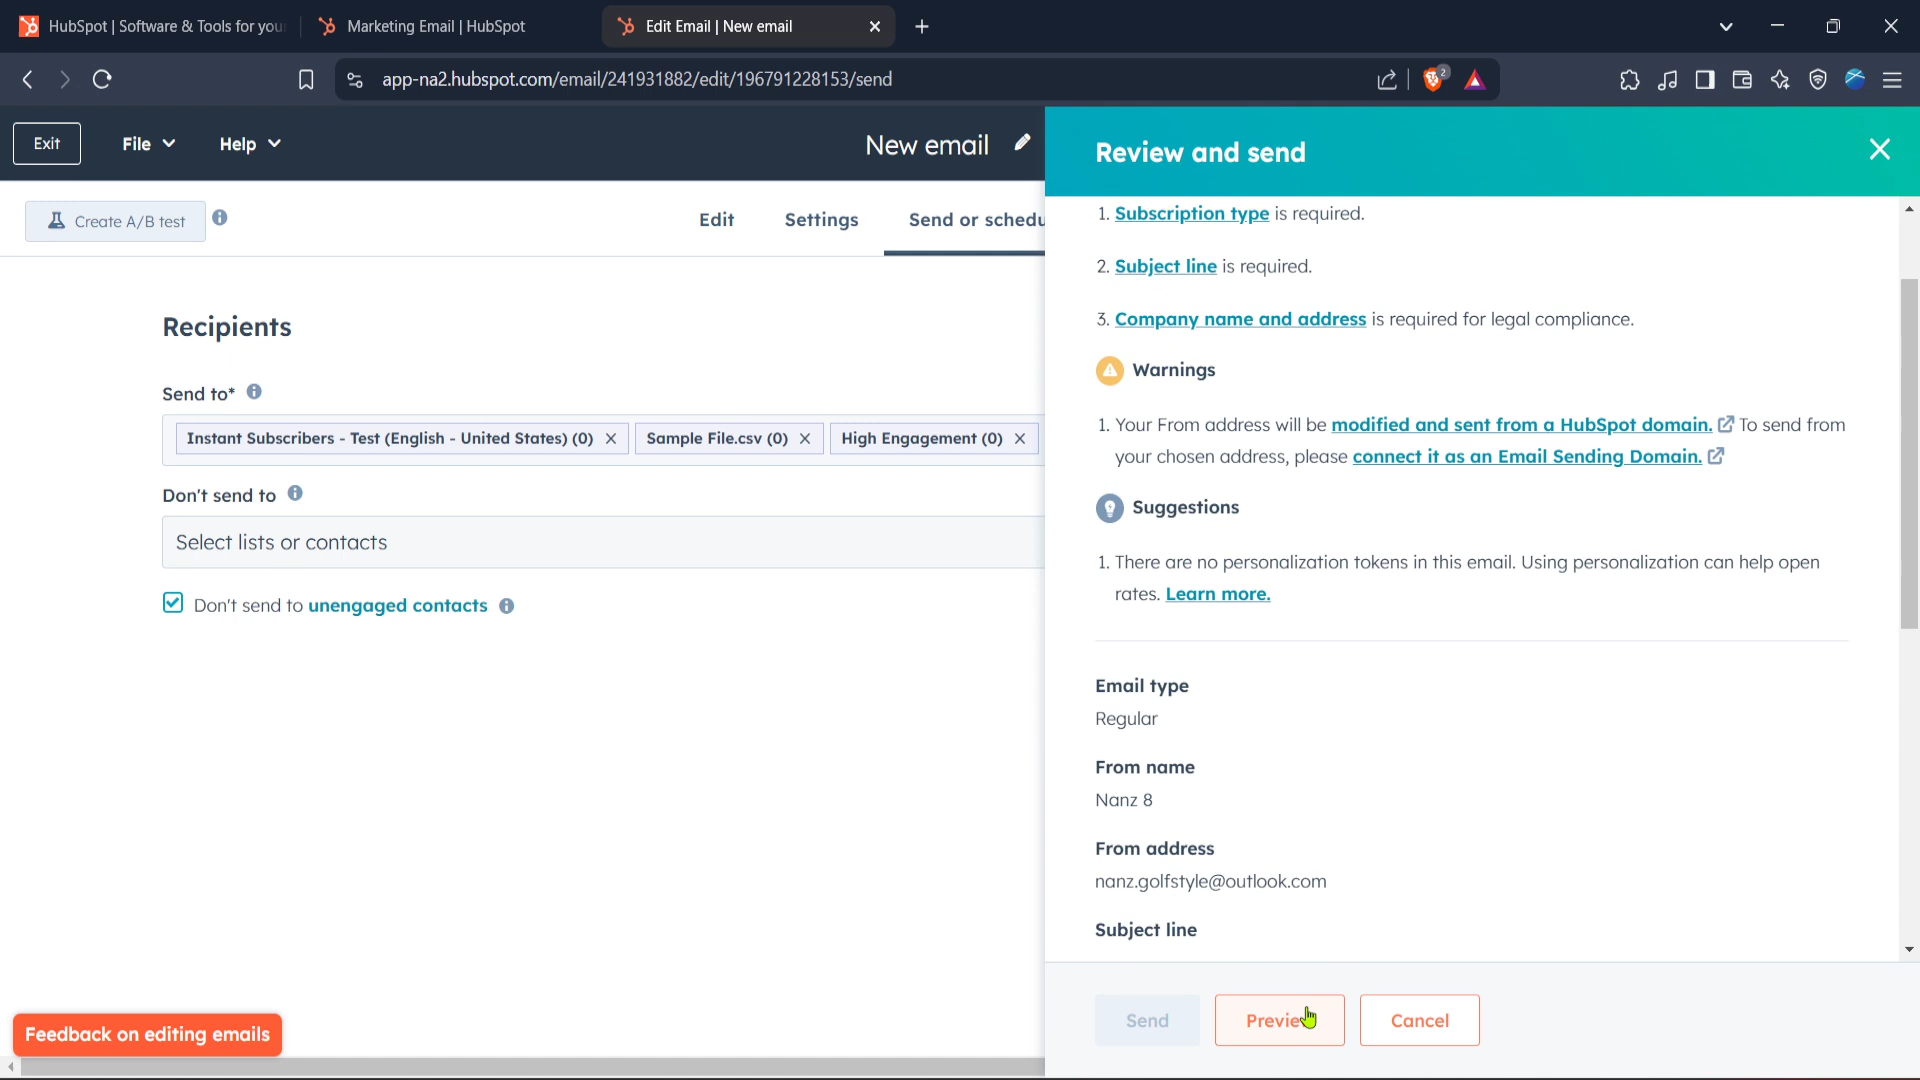 HubSpot | Software & Tools for you
Marketing Email | HubSpot
Edit Email | New email
app-na2.hubspot.com/email/241931882/edit/196791228153/send
2
Exit
File
Help
New email
Review and send
Create A/B test
Edit
Settings
Send or schedu
1. Subscription type is required.
2. Subject line is required.
3. Company name and address is required for legal compliance.
Warnings
1. Your From address will be modified and sent from a HubSpot domain. To send from
your chosen address, please connect it as an Email Sending Domain.
Suggestions
1. There are no personalization tokens in this email. Using personalization can help open
rates. Learn more.
Email type
Regular
From name
Nanz 8
From address
nanz.golfstyle@outlook.com
Subject line
Send
Preview
Cancel
Recipients
Send to*
Instant Subscribers - Test (English - United States) (0)
Sample File.csv (0)
High Engagement (0)
Don't send to
Select lists or contacts
Don't send to unengaged contacts
Feedback on editing emails